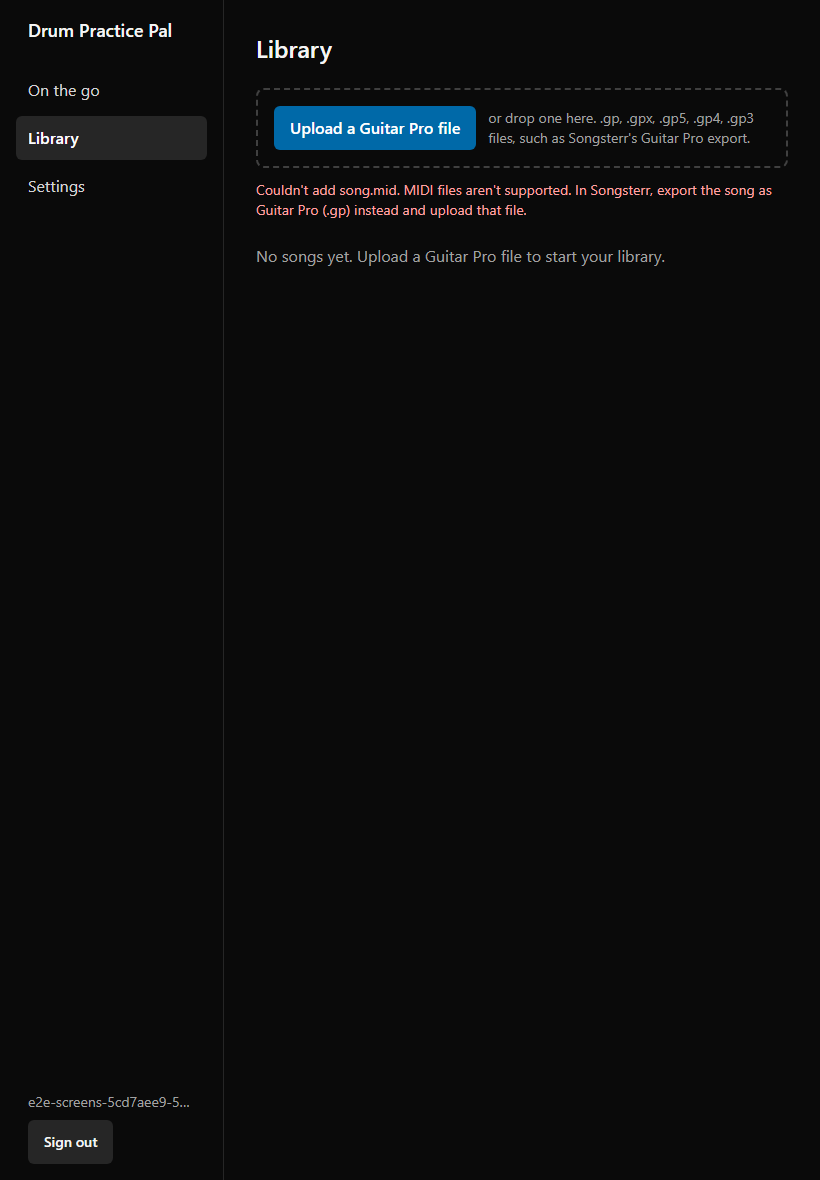 Drum Practice Pal
On the go
Library
Settings
Library
Upload a Guitar Pro file
or drop one here. .gp, .gpx, .gp5, .gp4, .gp3
files, such as Songsterr's Guitar Pro export.
Couldn't add song.mid. MIDI files aren't supported. In Songsterr, export the song as
Guitar Pro (.gp) instead and upload that file.
No songs yet. Upload a Guitar Pro file to start your library.
e2e-screens-5cd7aee9-5...
Sign out